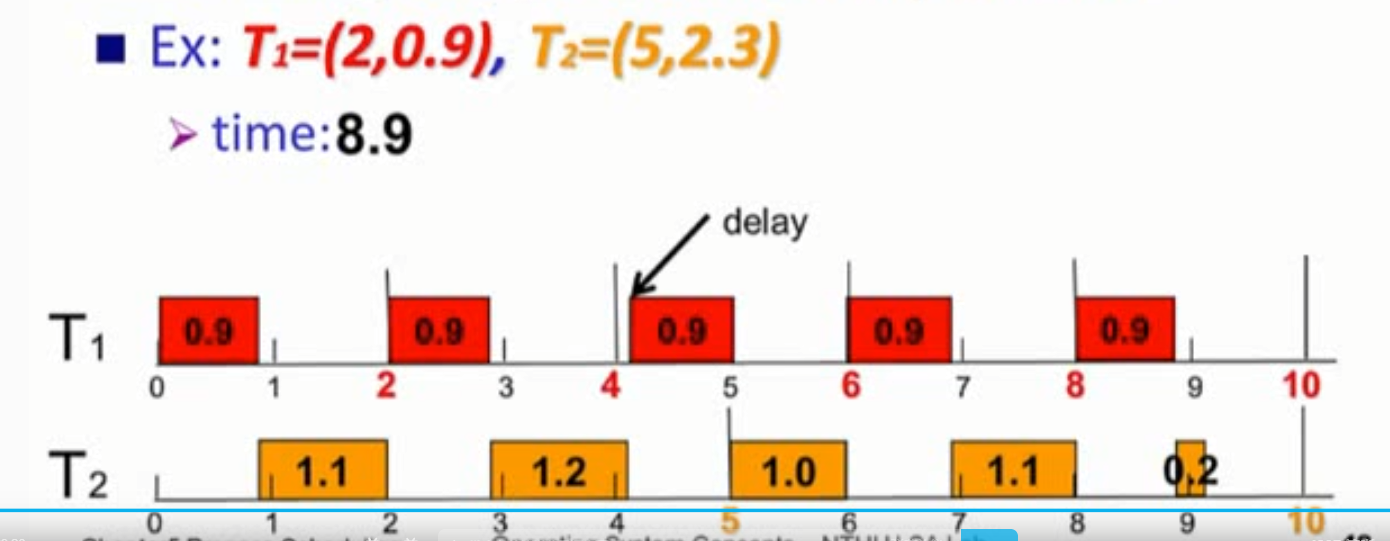 Ex: T1=(2,0.9), T2=(5,2.3)
time:8.9
delay
T1 0.9 0.9 0.9 0.9 0.9
0 1 2 3 4 5 6 7 8 9 10
T2 1.1 1.2 1.0 1.1 0.2
0 1 2 3 4 5 6 7 8 9 10